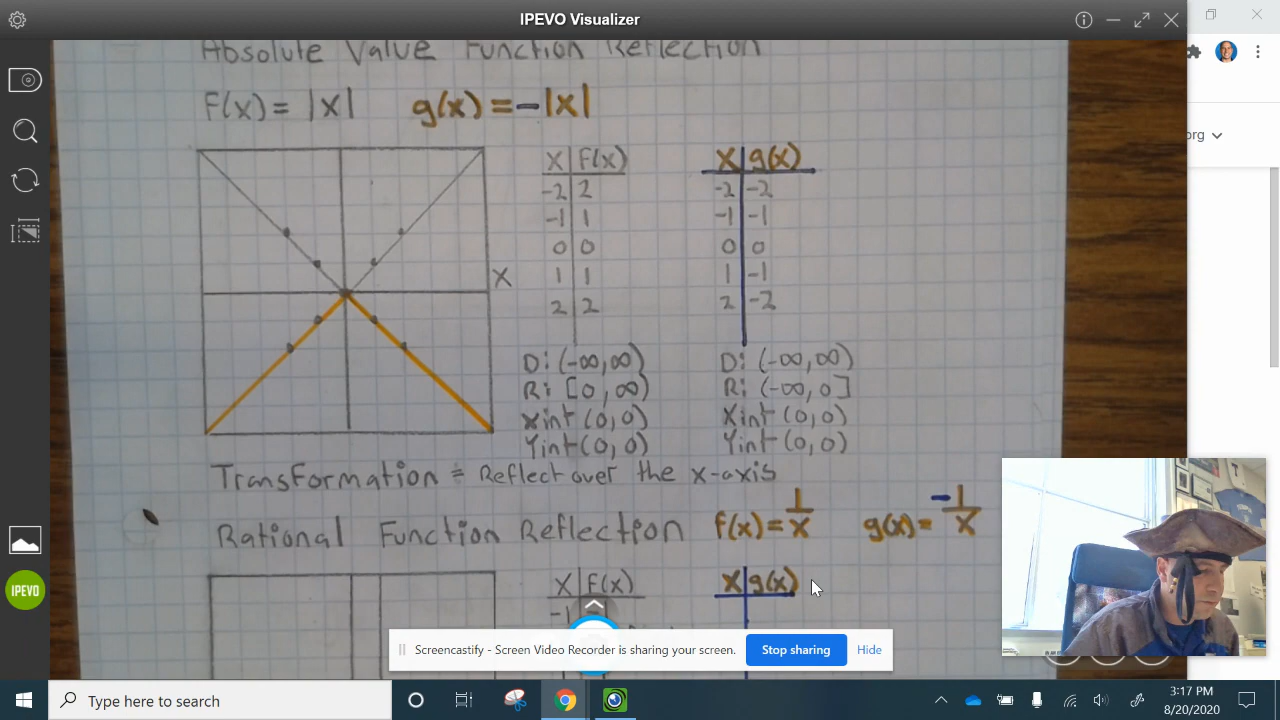 IPEVO Visualizer
Absolute Value Function Reflection
F(x) = |x| g(x) = -|x|
X F(x)
-2 2
-1 1
0 0
1 1
2 2
X g(x)
-2 -2
-1 -1
0 0
1 -1
2 -2
X
D: (-∞,∞)
R: [0, ∞)
Xint (0,0)
Yint (0,0)
D: (-∞,∞)
R: (-∞,0]
Xint (0,0)
Yint (0,0)
Transformation = Reflect over the x-axis
Rational Function Reflection f(x) = 1/x g(x) = -1/x
X F(x)
-1
X g(x)
org
IPEVO
Screencastify - Screen Video Recorder is sharing your screen.
Stop sharing
Hide
Type here to search
3:17 PM
8/20/2020